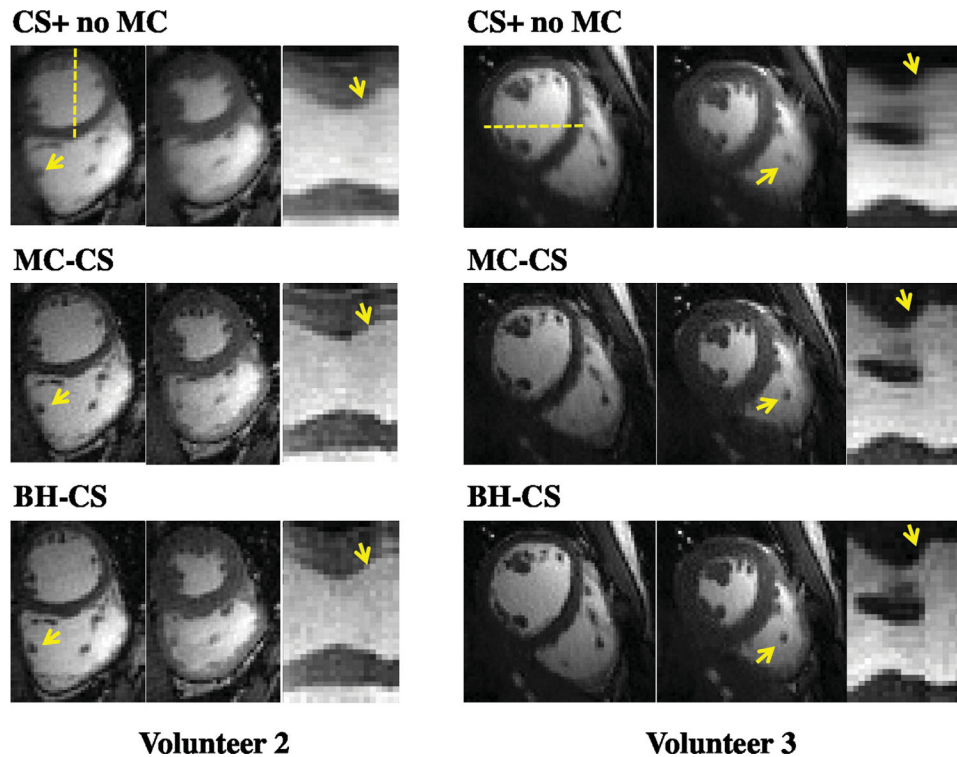 CS+ no MC
MC-CS
BH-CS
Volunteer 2
CS+ no MC
MC-CS
BH-CS
Volunteer 3